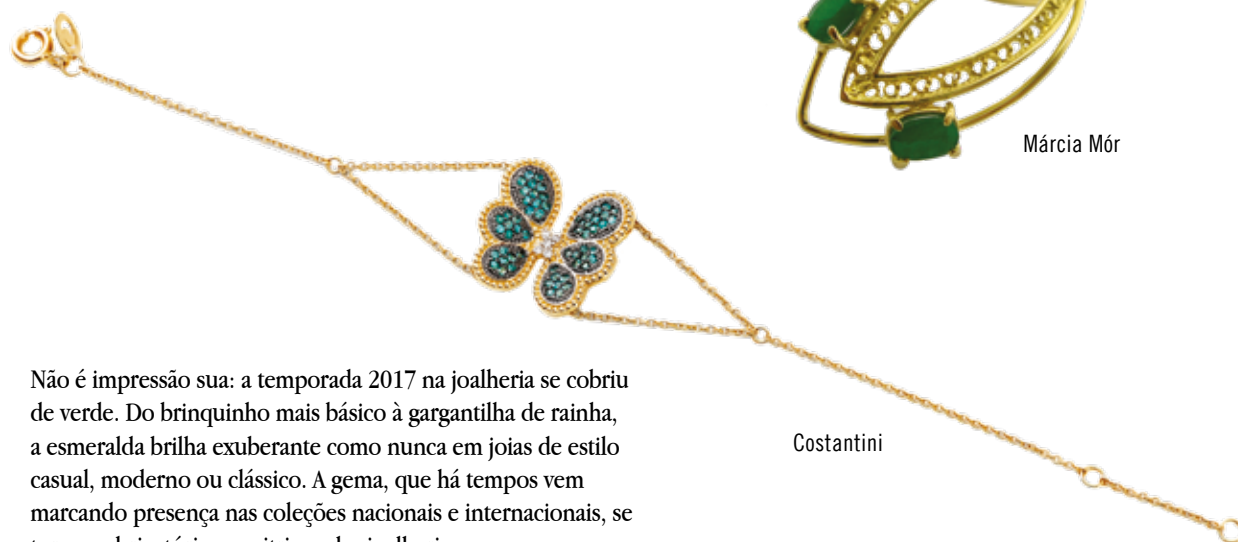 Márcia Mór
Costantini
Não é impressão sua: a temporada 2017 na joalheria se cobriu
de verde. Do brinquinho mais básico à gargantilha de rainha,
a esmeralda brilha exuberante como nunca em joias de estilo
casual, moderno ou clássico. A gema, que há tempos vem
marcando presença nas coleções nacionais e internacionais, se